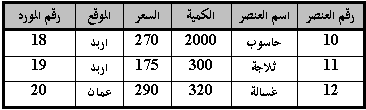 رقم العنصر اسم العنصر الكمية السعر الموقع رقم المورد
10 حاسوب 2000 270 اربد 18
11 ثلاجة 300 175 اربد 19
12 غسالة 320 290 عمان 20